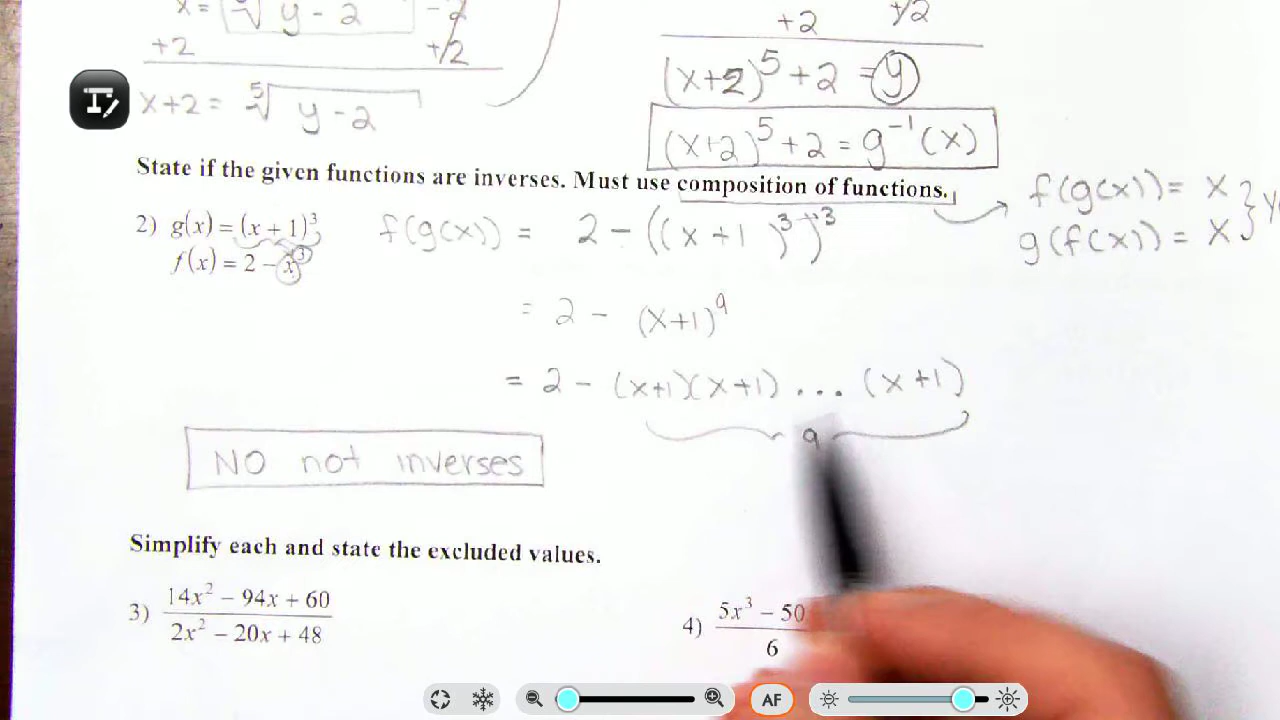 x = ⁵√(y - 2) - 2
+2 +2
x+2 = ⁵√(y - 2)
+2 +2
(x+2)⁵ + 2 = y
(x+2)⁵ + 2 = g⁻¹(x)
State if the given functions are inverses. Must use composition of functions.
f(g(x)) = x
g(f(x)) = x
2) g(x) = (x + 1)³
f(x) = 2 − x³
f(g(x)) = 2 - ((x+1)³)³
= 2 - (x+1)⁹
= 2 - (x+1)(x+1) ... (x+1)
9
NO not inverses
Simplify each and state the excluded values.
3) 14x² − 94x + 60
2x² − 20x + 48
4) 5x³ − 50
6
AF